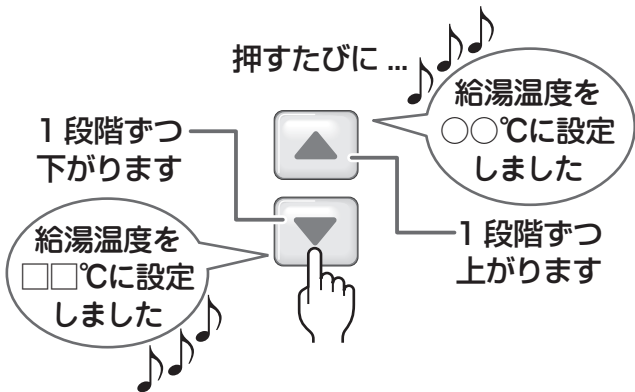 押すたびに ...
給湯温度を
○○℃に設定
しました
1 段階ずつ
下がります
1 段階ずつ
上がります
給湯温度を
□□℃に設定
しました